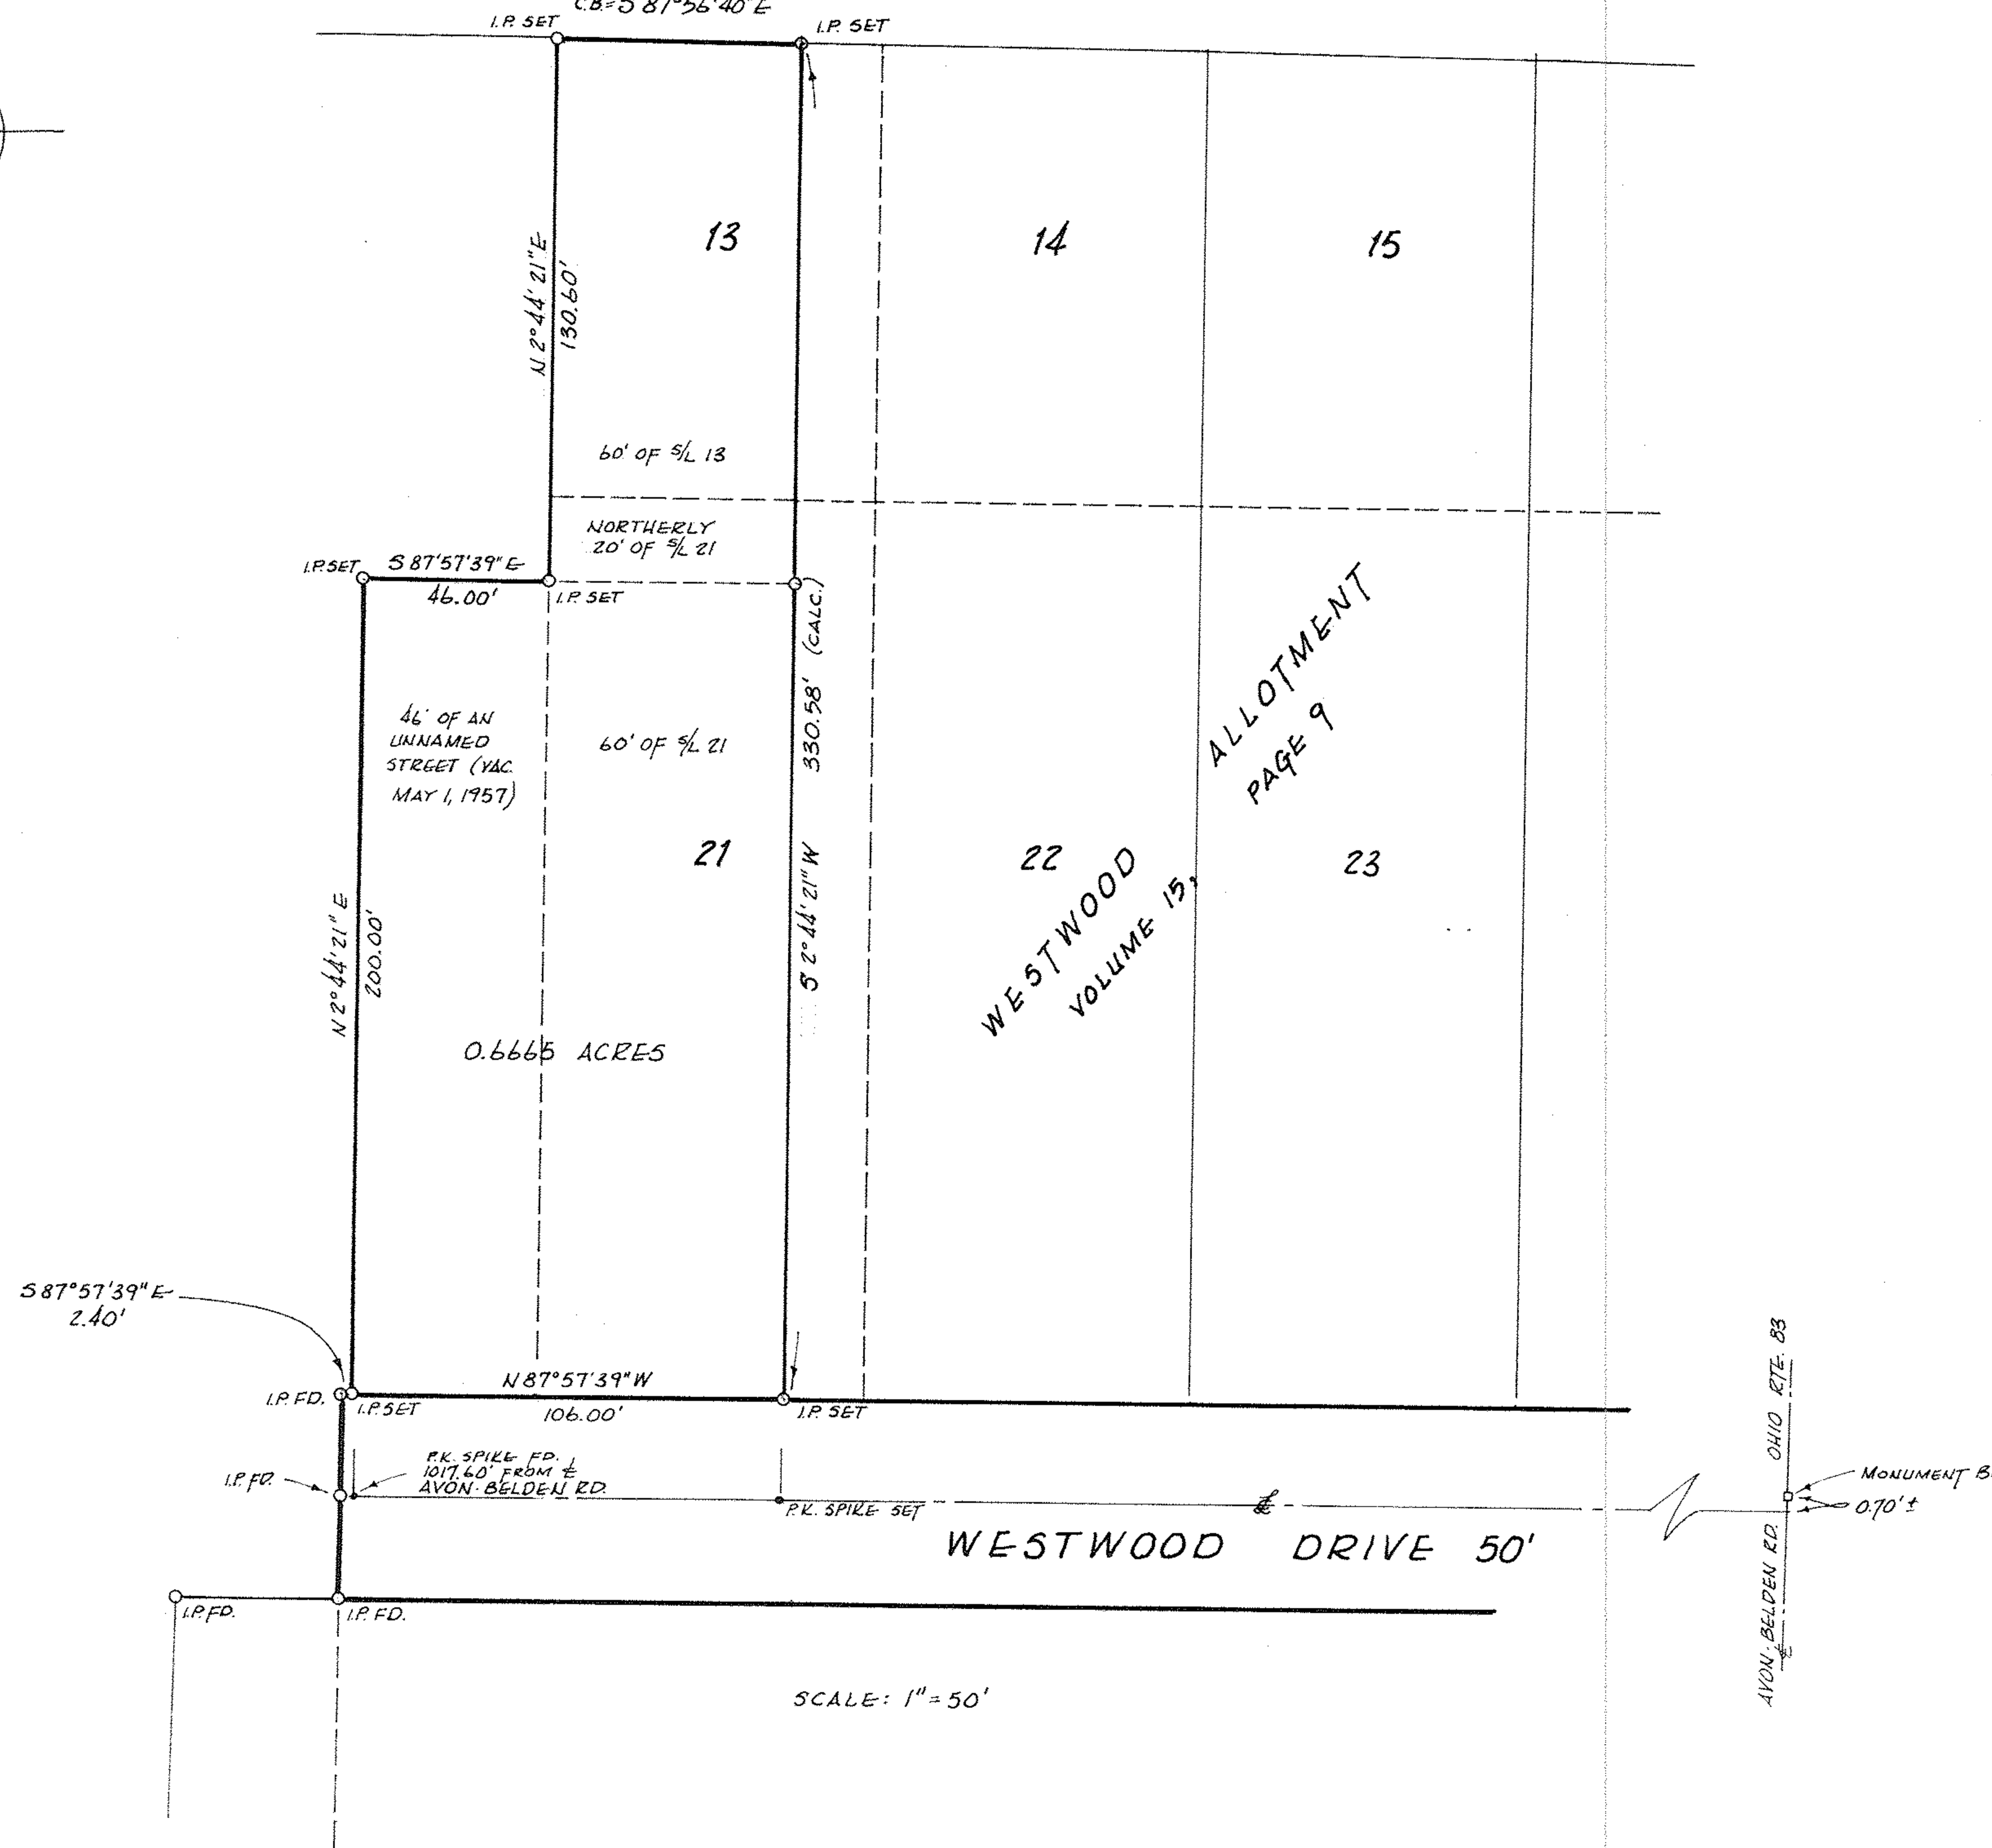 C.B.= S 87°56'40" E
I.P. SET
I.P. SET
13
14
15
N 2°44'21" E
130.60'
60' OF S/L 13
NORTHERLY
20' OF S/L 21
I.P. SET
S 87°57'39" E
46.00'
I.P. SET
330.58' (CALC.)
S 2°44'21" W
46' OF AN
UNNAMED
STREET (VAC.
MAY 1, 1957)
60' OF S/L 21
21
22
23
WESTWOOD ALLOTMENT
VOLUME 15, PAGE 9
N 2°44'21" E
200.00'
0.6665 ACRES
S 87°57'39" E
2.40'
I.P. FD.
I.P. SET
N 87°57'39" W
106.00'
I.P. SET
I.P. FD.
P.K. SPIKE FD.
1017.60' FROM ℄
AVON-BELDEN RD.
P.K. SPIKE SET
℄
WESTWOOD DRIVE 50'
OHIO RTE. 83
AVON-BELDEN RD. ℄
MONUMENT B
0.70' ±
I.P. FD.
I.P. FD.
SCALE: 1" = 50'